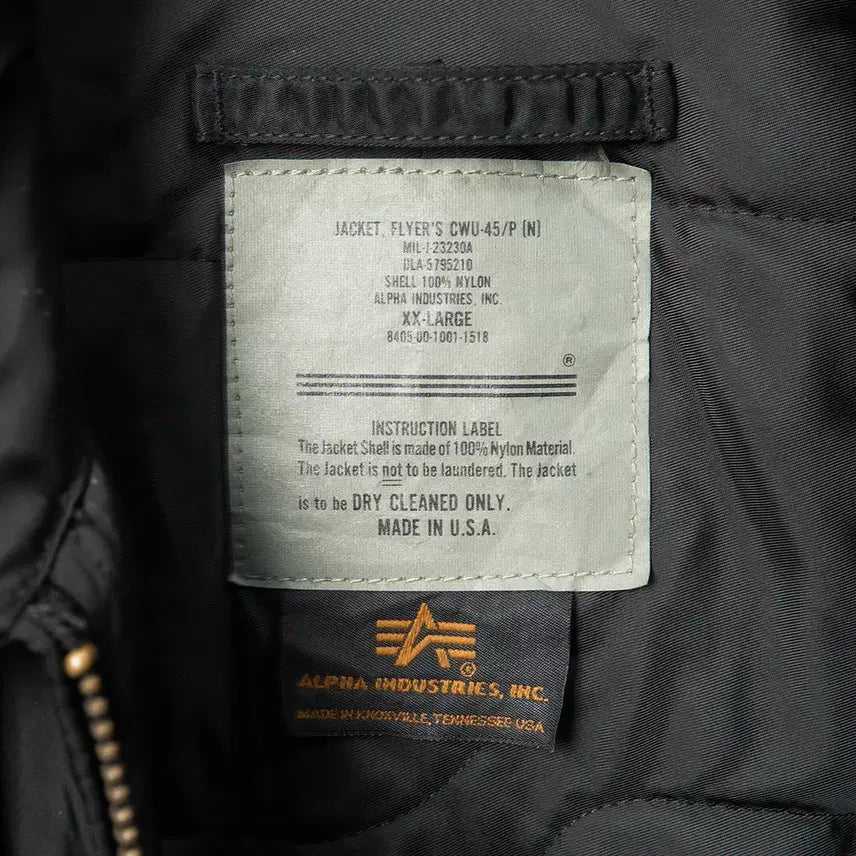 JACKET, FLYER'S CWU-45/P (N)
MIL-J-23230A
DLA-5795210
SHELL 100% NYLON
ALPHA INDUSTRIES, INC.
XX-LARGE
8405-00-1001-1518
®
INSTRUCTION LABEL
The Jacket Shell is made of 100% Nylon Material.
The Jacket is not to be laundered. The Jacket
is to be DRY CLEANED ONLY.
MADE IN U.S.A.
ALPHA INDUSTRIES, INC.
MADE IN KNOXVILLE, TENNESSEE USA